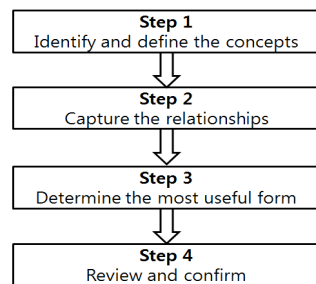 Step 1
Identify and define the concepts
Step 2
Capture the relationships
Step 3
Determine the most useful form
Step 4
Review and confirm